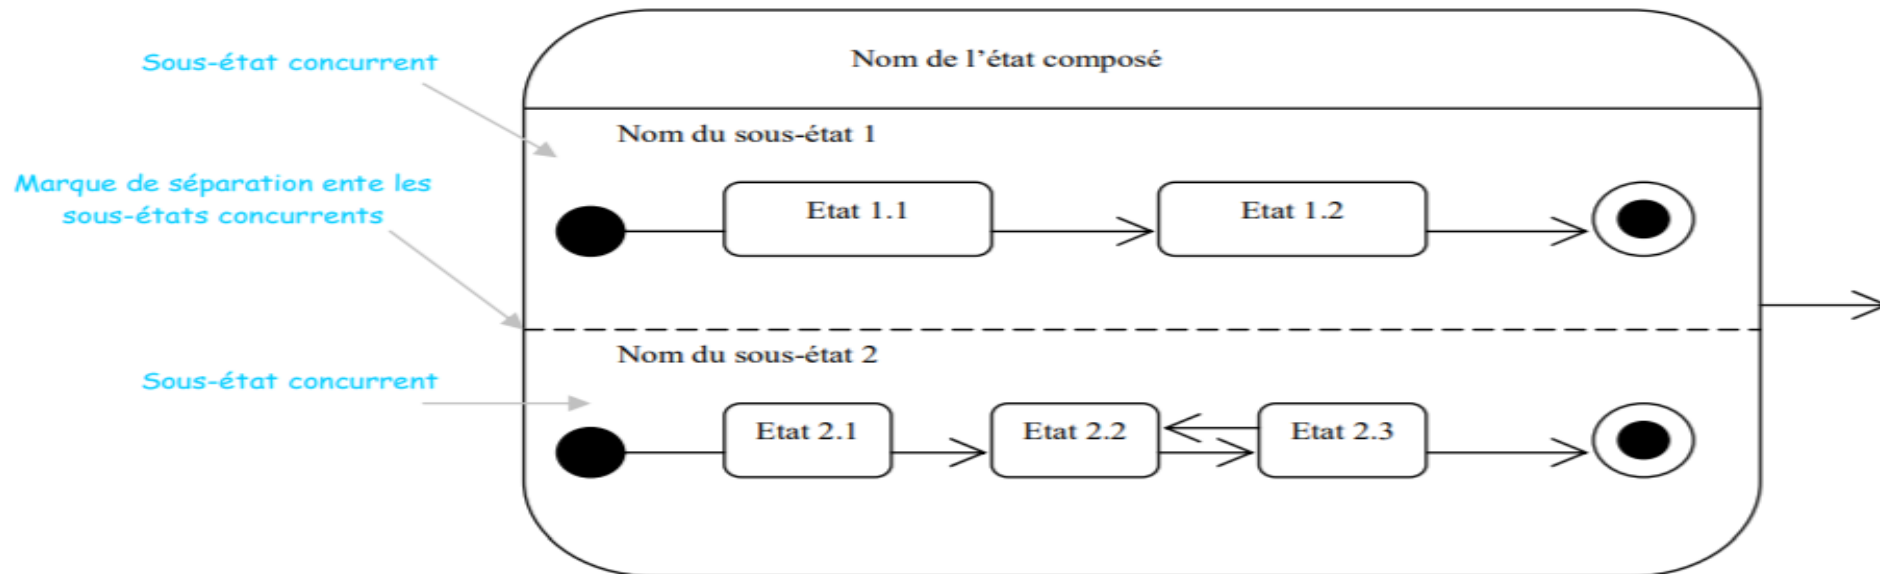 Sous-état concurrent
Nom de l'état composé
Nom du sous-état 1
Marque de séparation ente les
sous-états concurrents
Etat 1.1
Etat 1.2
Nom du sous-état 2
Sous-état concurrent
Etat 2.1
Etat 2.2
Etat 2.3